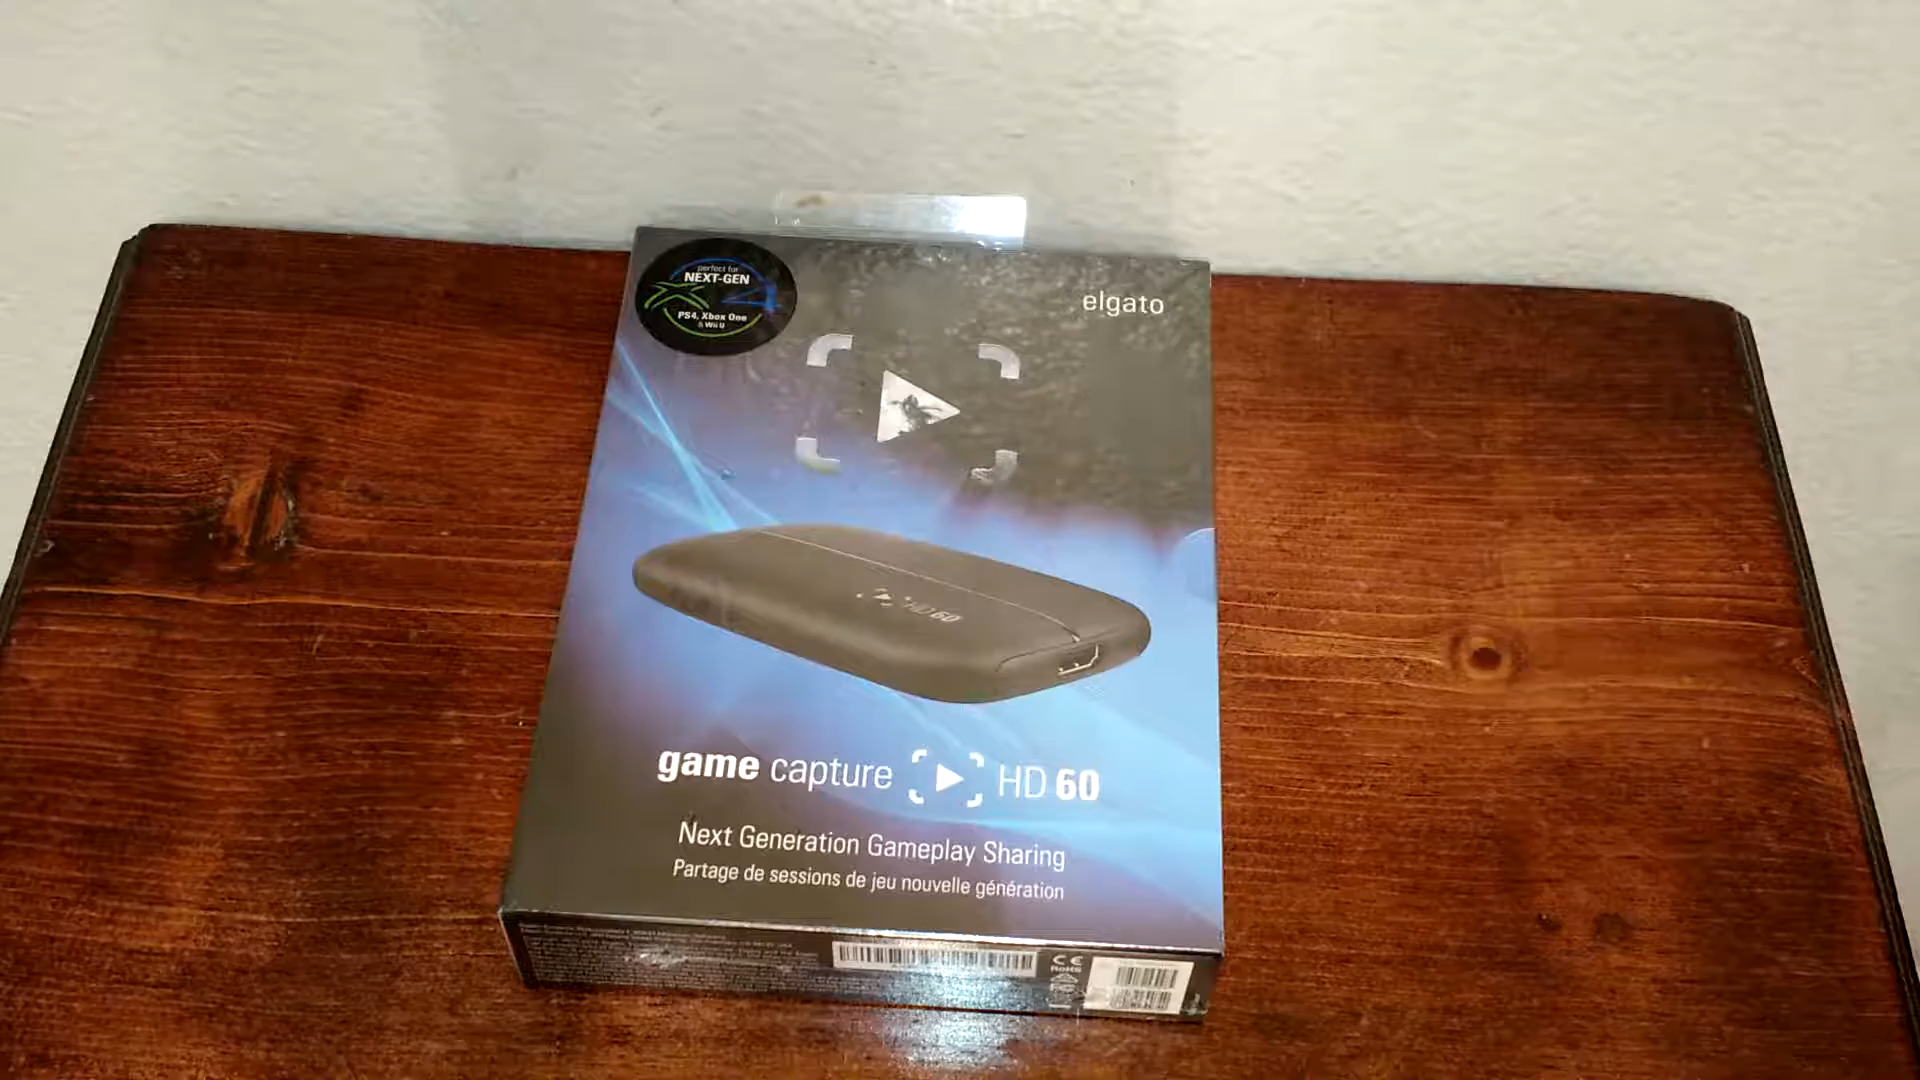 perfect for
NEXT-GEN
PS4, Xbox One
& Wii U
elgato
HD 60
game capture HD 60
Next Generation Gameplay Sharing
Partage de sessions de jeu nouvelle génération
CE
RoHS